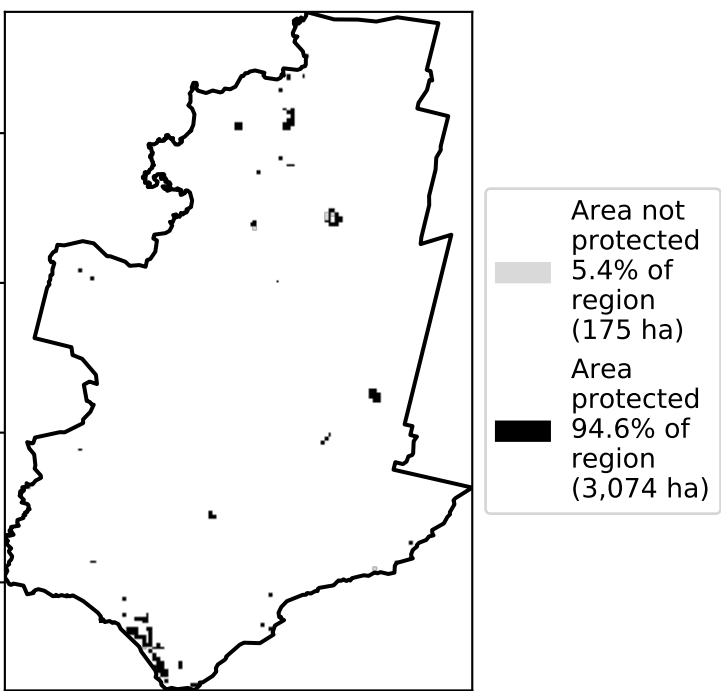 Area not
protected
5.4% of
region
(175 ha)
Area
protected
94.6% of
region
(3,074 ha)